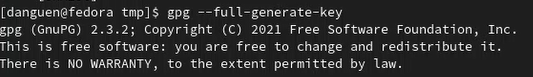 [danguen@fedora tmp]$ gpg --full-generate-key
gpg (GnuPG) 2.3.2; Copyright (C) 2021 Free Software Foundation, Inc.
This is free software: you are free to change and redistribute it.
There is NO WARRANTY, to the extent permitted by law.